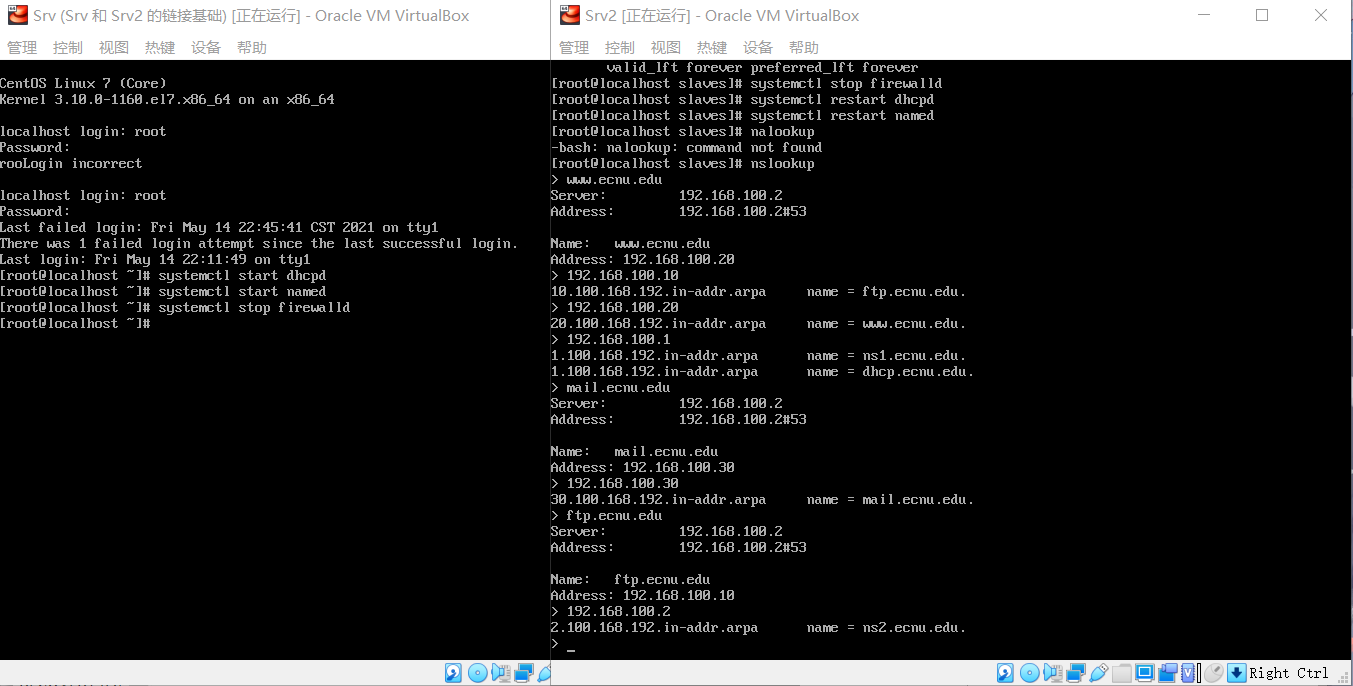 Srv (Srv 和 Srv2 的链接基础) [正在运行] - Oracle VM VirtualBox
管理 控制 视图 热键 设备 帮助
CentOS Linux 7 (Core)
Kernel 3.10.0-1160.el7.x86_64 on an x86_64
localhost login: root
Password:
rooLogin incorrect
localhost login: root
Password:
Last failed login: Fri May 14 22:45:41 CST 2021 on tty1
There was 1 failed login attempt since the last successful login.
Last login: Fri May 14 22:11:49 on tty1
[root@localhost ~]# systemctl start dhcpd
[root@localhost ~]# systemctl start named
[root@localhost ~]# systemctl stop firewalld
[root@localhost ~]#
Srv2 [正在运行] - Oracle VM VirtualBox
管理 控制 视图 热键 设备 帮助
valid_lft forever preferred_lft forever
[root@localhost slaves]# systemctl stop firewalld
[root@localhost slaves]# systemctl restart dhcpd
[root@localhost slaves]# systemctl restart named
[root@localhost slaves]# nalookup
-bash: nalookup: command not found
[root@localhost slaves]# nslookup
> www.ecnu.edu
Server: 192.168.100.2
Address: 192.168.100.2#53
Name: www.ecnu.edu
Address: 192.168.100.20
> 192.168.100.10
10.100.168.192.in-addr.arpa name = ftp.ecnu.edu.
> 192.168.100.20
20.100.168.192.in-addr.arpa name = www.ecnu.edu.
> 192.168.100.1
1.100.168.192.in-addr.arpa name = ns1.ecnu.edu.
1.100.168.192.in-addr.arpa name = dhcp.ecnu.edu.
> mail.ecnu.edu
Server: 192.168.100.2
Address: 192.168.100.2#53
Name: mail.ecnu.edu
Address: 192.168.100.30
> 192.168.100.30
30.100.168.192.in-addr.arpa name = mail.ecnu.edu.
> ftp.ecnu.edu
Server: 192.168.100.2
Address: 192.168.100.2#53
Name: ftp.ecnu.edu
Address: 192.168.100.10
> 192.168.100.2
2.100.168.192.in-addr.arpa name = ns2.ecnu.edu.
> _
Right Ctrl